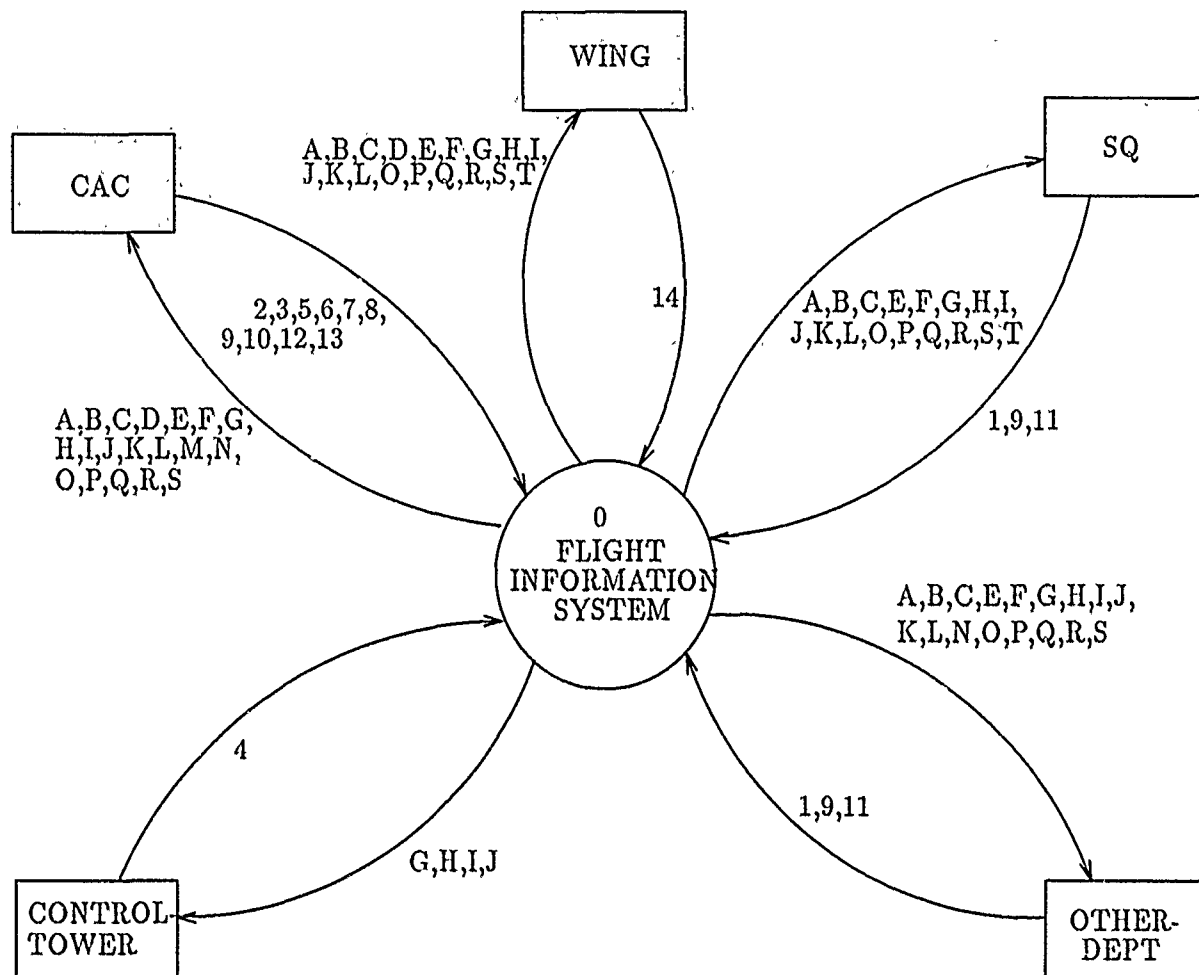 WING
SQ
CAC
A,B,C,D,E,F,G,H,I,
J,K,L,O,P,Q,R,S,T
14
A,B,C,E,F,G,H,I,
J,K,L,O,P,Q,R,S,T
2,3,5,6,7,8,
9,10,12,13
A,B,C,D,E,F,G,
H,I,J,K,L,M,N,
O,P,Q,R,S
1,9,11
0
FLIGHT
INFORMATION
SYSTEM
A,B,C,E,F,G,H,I,J,
K,L,N,O,P,Q,R,S
4
1,9,11
G,H,I,J
CONTROL-
TOWER
OTHER-
DEPT